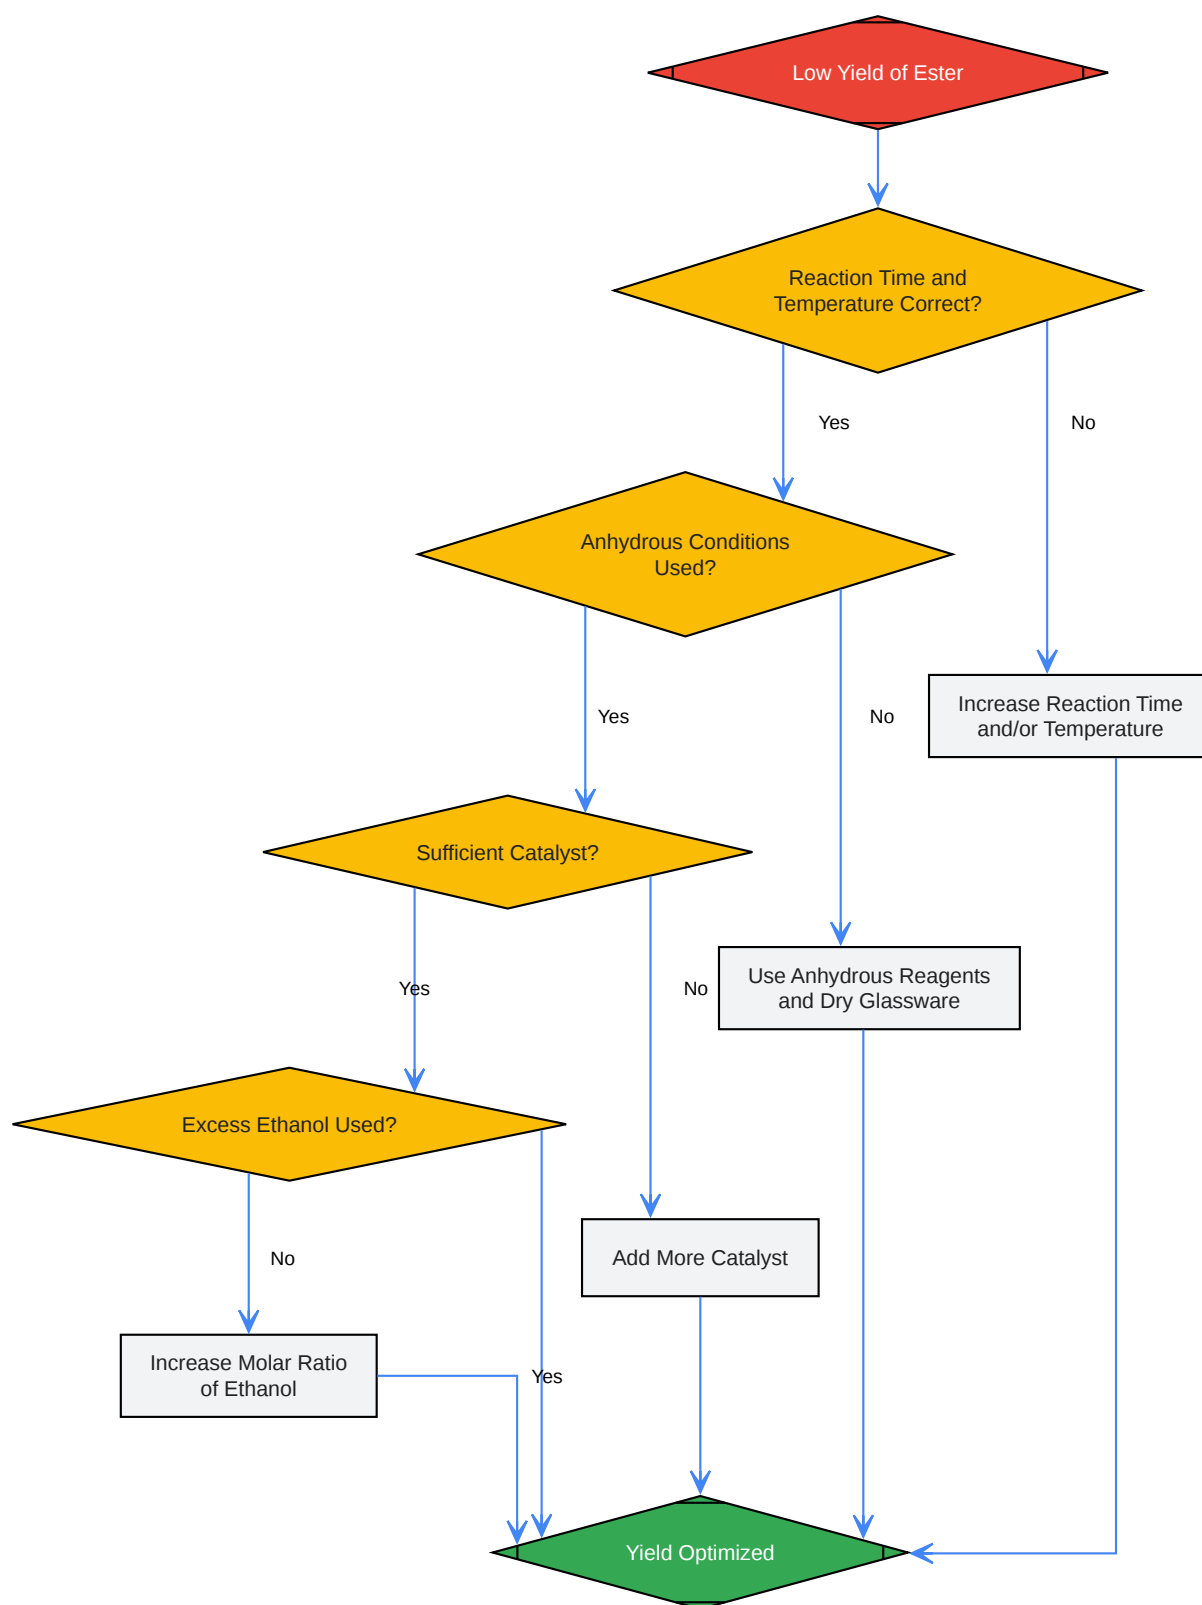 Low Yield of Ester
Reaction Time and
Temperature Correct?
Yes
No
Anhydrous Conditions
Used?
Increase Reaction Time
and/or Temperature
Yes
No
Sufficient Catalyst?
Use Anhydrous Reagents
and Dry Glassware
Yes
No
Excess Ethanol Used?
Add More Catalyst
No
Increase Molar Ratio
of Ethanol
Yes
Yield Optimized